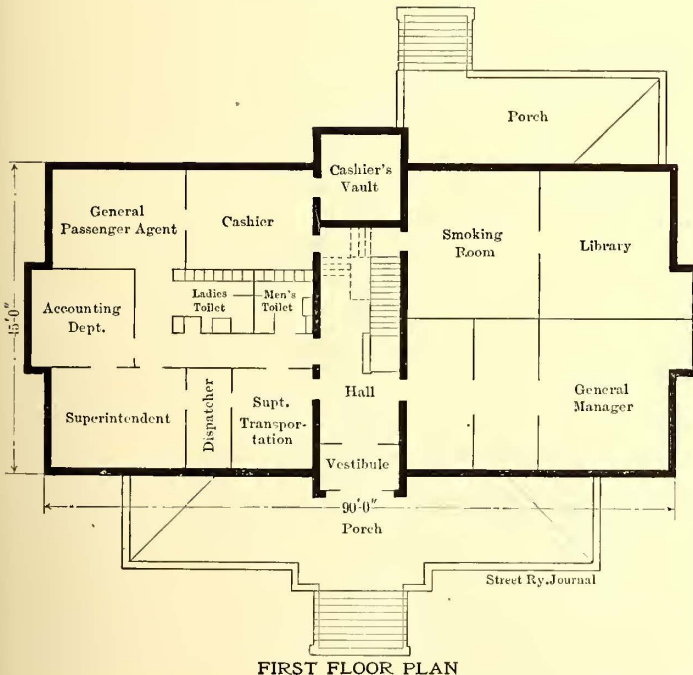 Porch
Cashier's
Vault
General
Passenger Agent
Cashier
Smoking
Room
Library
Ladies
Toilet
Men's
Toilet
Accounting
Dept.
45'-0"
Superintendent
Dispatcher
Supt.
Transpor-
tation
Hall
General
Manager
Vestibule
90'-0"
Porch
Street Ry. Journal
FIRST FLOOR PLAN